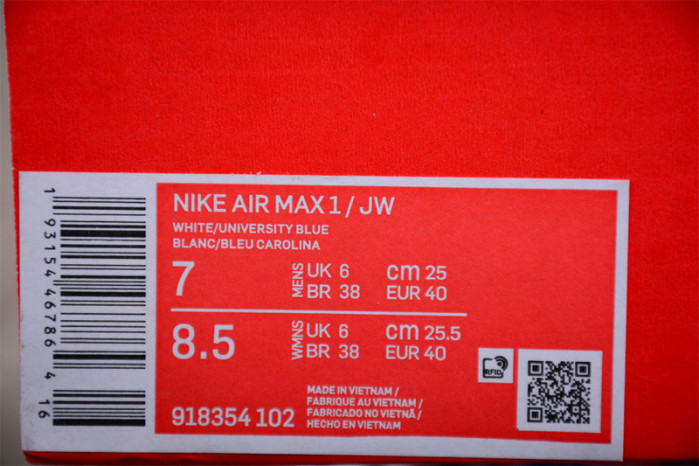 NIKE AIR MAX 1 / JW
WHITE/UNIVERSITY BLUE
BLANC/BLEU CAROLINA
7 MENS UK 6 cm 25
BR 38 EUR 40
8.5 WMNS UK 6 cm 25.5
BR 38 EUR 40
RFID
918354 102
MADE IN VIETNAM /
FABRIQUE AU VIETNAM /
FABRICADO NO VIETNÃ /
HECHO EN VIETNAM
1 93154 46786 4 16